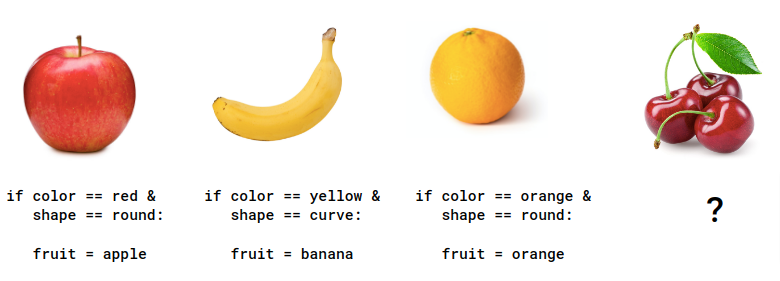 if color == red &
shape == round:
fruit = apple
if color == yellow &
shape == curve:
fruit = banana
if color == orange &
shape == round:
fruit = orange
?